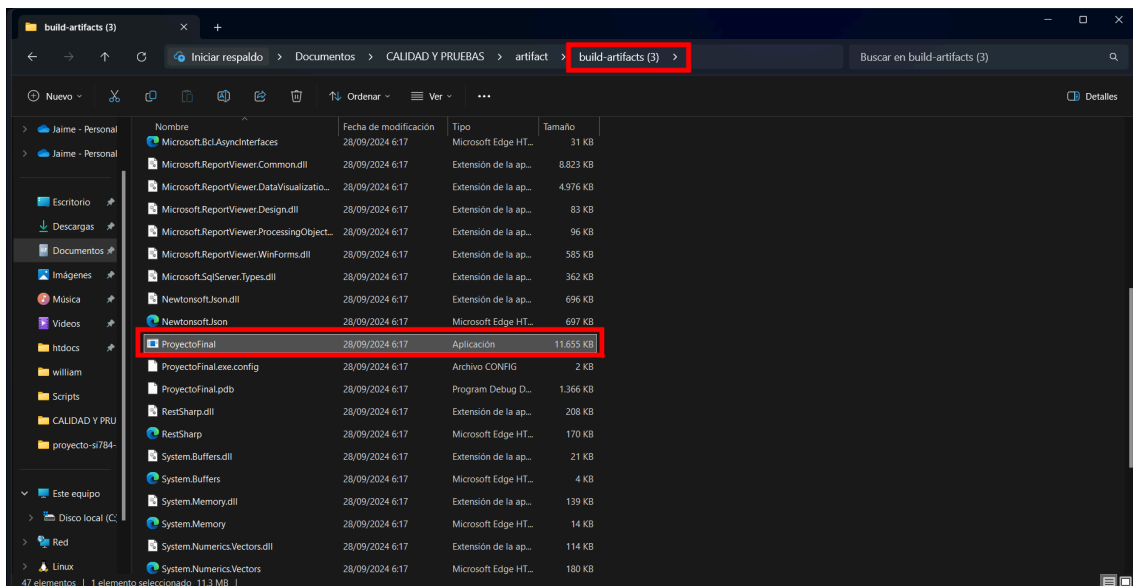 build-artifacts (3)
Iniciar respaldo > Documentos > CALIDAD Y PRUEBAS > artifact > build-artifacts (3) >
Buscar en build-artifacts (3)
Nuevo
Ordenar
Ver
Detalles
Jaime - Personal
Jaime - Personal
Escritorio
Descargas
Documentos
Imágenes
Música
Videos
htdocs
william
Scripts
CALIDAD Y PRU
proyecto-si784-
Este equipo
Disco local (C:
Red
Linux
Nombre Fecha de modificación Tipo Tamaño
Microsoft.Bcl.AsyncInterfaces 28/09/2024 6:17 Microsoft Edge HT... 31 KB
Microsoft.ReportViewer.Common.dll 28/09/2024 6:17 Extensión de la ap... 8.823 KB
Microsoft.ReportViewer.DataVisualizatio... 28/09/2024 6:17 Extensión de la ap... 4.976 KB
Microsoft.ReportViewer.Design.dll 28/09/2024 6:17 Extensión de la ap... 83 KB
Microsoft.ReportViewer.ProcessingObject... 28/09/2024 6:17 Extensión de la ap... 96 KB
Microsoft.ReportViewer.WinForms.dll 28/09/2024 6:17 Extensión de la ap... 585 KB
Microsoft.SqlServer.Types.dll 28/09/2024 6:17 Extensión de la ap... 362 KB
Newtonsoft.Json.dll 28/09/2024 6:17 Extensión de la ap... 696 KB
Newtonsoft.Json 28/09/2024 6:17 Microsoft Edge HT... 697 KB
ProyectoFinal 28/09/2024 6:17 Aplicación 11.655 KB
ProyectoFinal.exe.config 28/09/2024 6:17 Archivo CONFIG 2 KB
ProyectoFinal.pdb 28/09/2024 6:17 Program Debug D... 1.366 KB
RestSharp.dll 28/09/2024 6:17 Extensión de la ap... 208 KB
RestSharp 28/09/2024 6:17 Microsoft Edge HT... 170 KB
System.Buffers.dll 28/09/2024 6:17 Extensión de la ap... 21 KB
System.Buffers 28/09/2024 6:17 Microsoft Edge HT... 4 KB
System.Memory.dll 28/09/2024 6:17 Extensión de la ap... 139 KB
System.Memory 28/09/2024 6:17 Microsoft Edge HT... 14 KB
System.Numerics.Vectors.dll 28/09/2024 6:17 Extensión de la ap... 114 KB
System.Numerics.Vectors 28/09/2024 6:17 Microsoft Edge HT... 180 KB
47 elementos | 1 elemento seleccionado 11,3 MB |